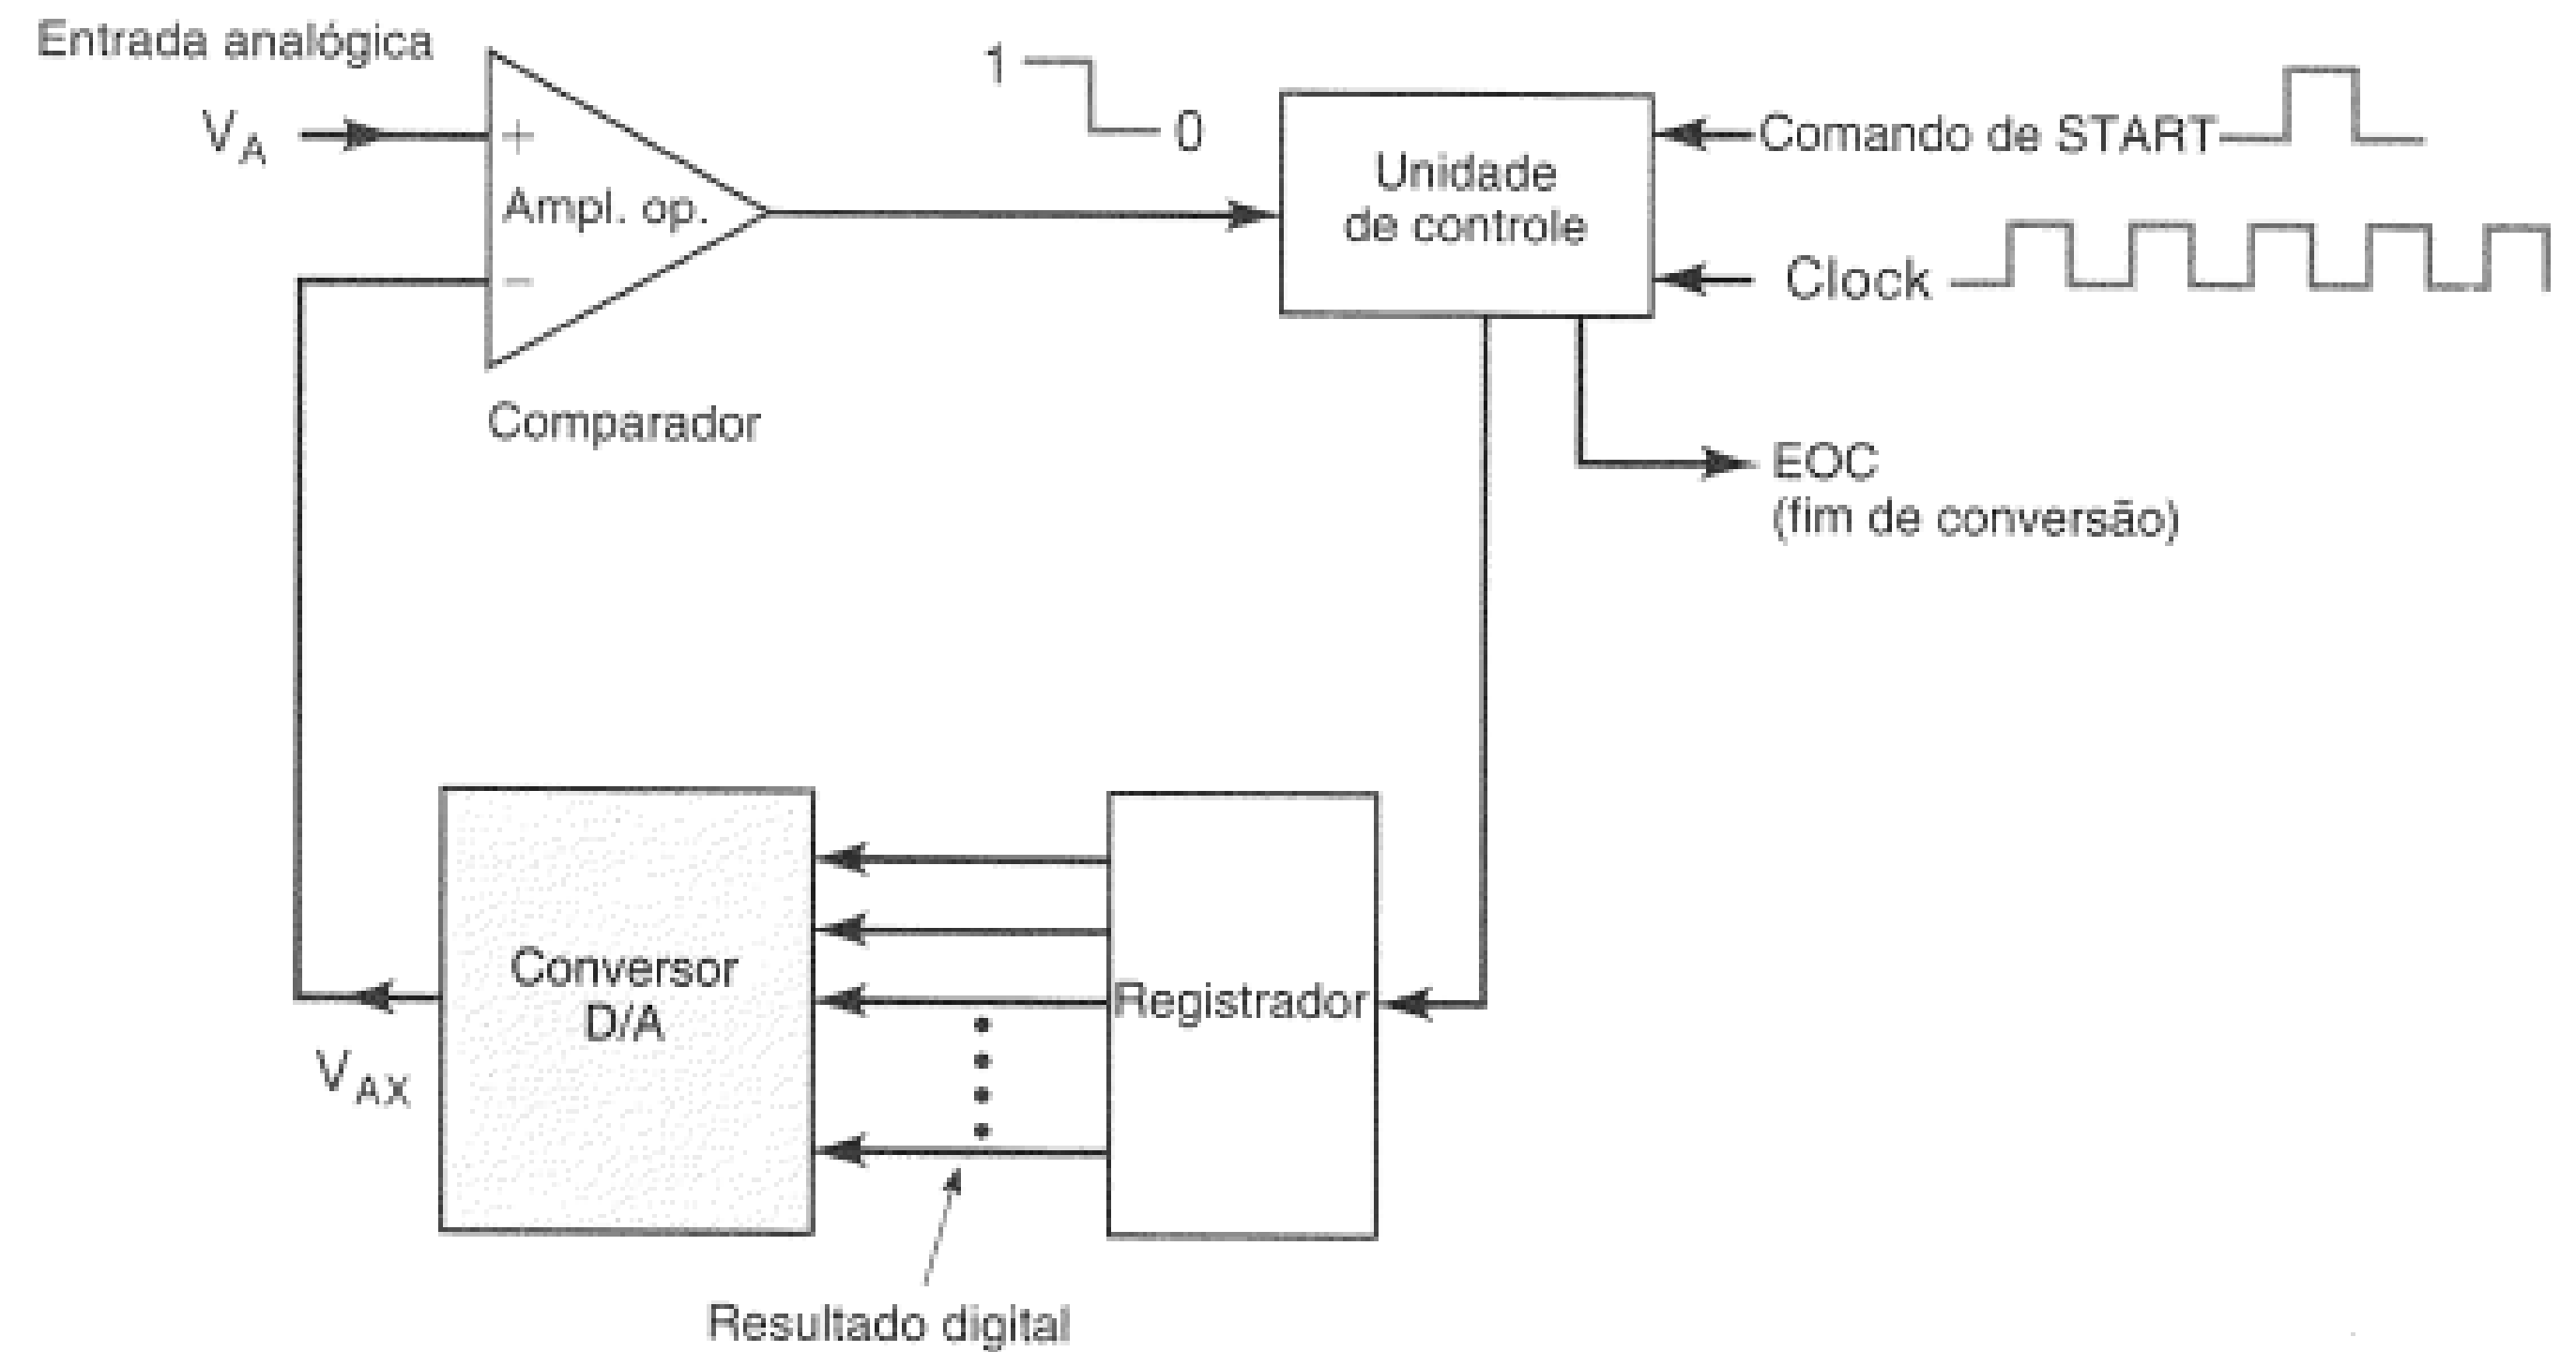 Entrada analógica
V_A
+
Ampl. op.
−
Comparador
1
0
Unidade
de controle
Comando de START
Clock
EOC
(fim de conversão)
Conversor
D/A
Registrador
V_AX
Resultado digital